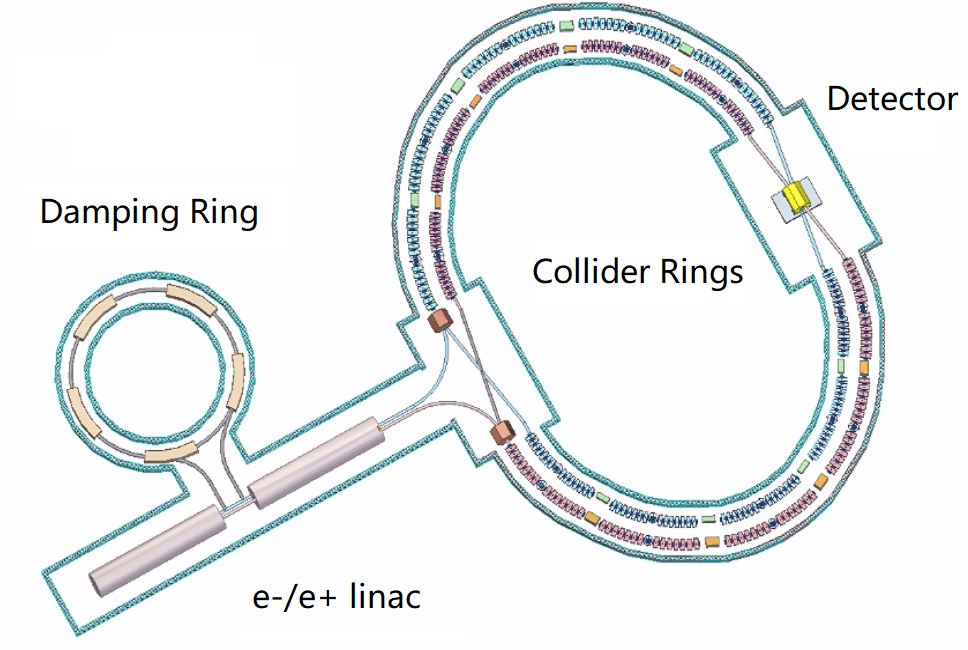 Detector
Damping Ring
Collider Rings
e-/e+ linac